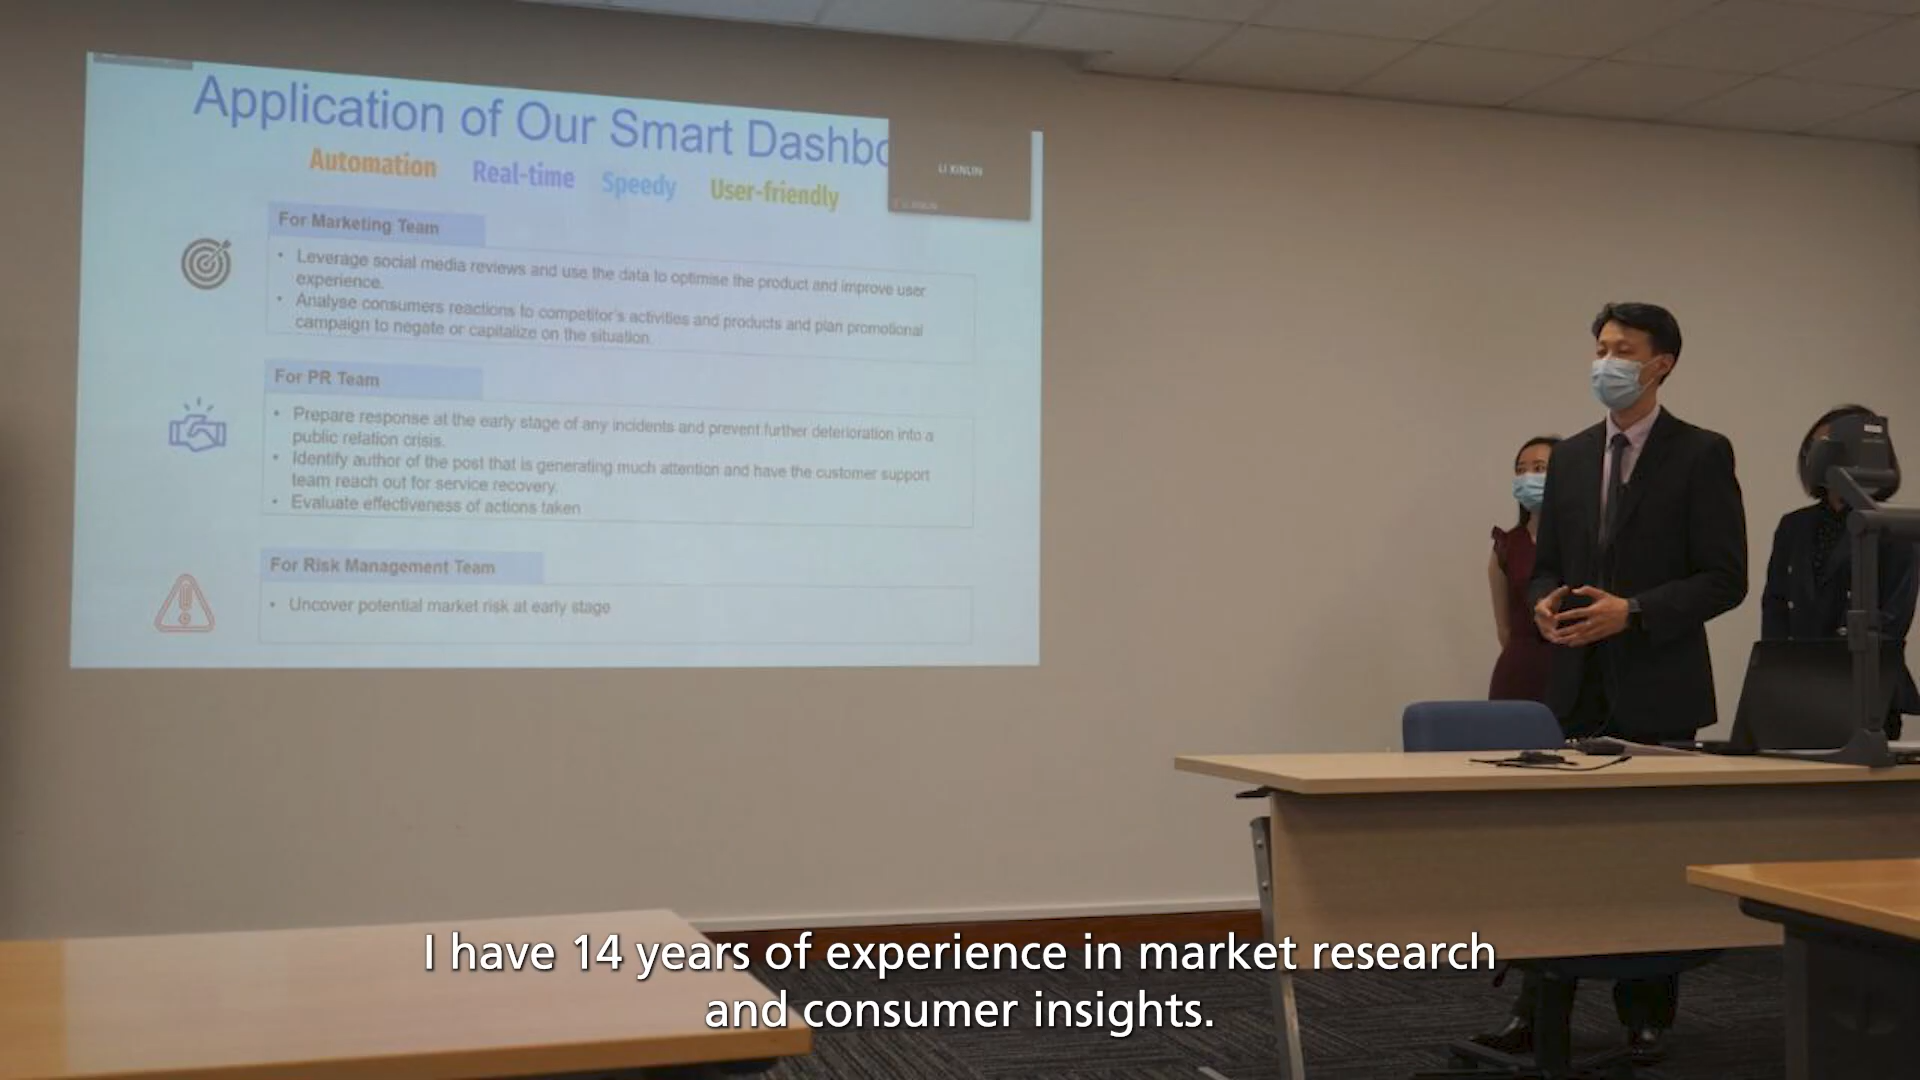 Application of Our Smart Dashbo
Automation Real-time Speedy User-friendly
LI XINLIN
For Marketing Team
• Leverage social media reviews and use the data to optimise the product and improve user
experience.
• Analyse consumers reactions to competitor's activities and products and plan promotional
campaign to negate or capitalize on the situation.
For PR Team
• Prepare response at the early stage of any incidents and prevent further deterioration into a
public relation crisis.
• Identify author of the post that is generating much attention and have the customer support
team reach out for service recovery.
• Evaluate effectiveness of actions taken
For Risk Management Team
• Uncover potential market risk at early stage
I have 14 years of experience in market research
and consumer insights.